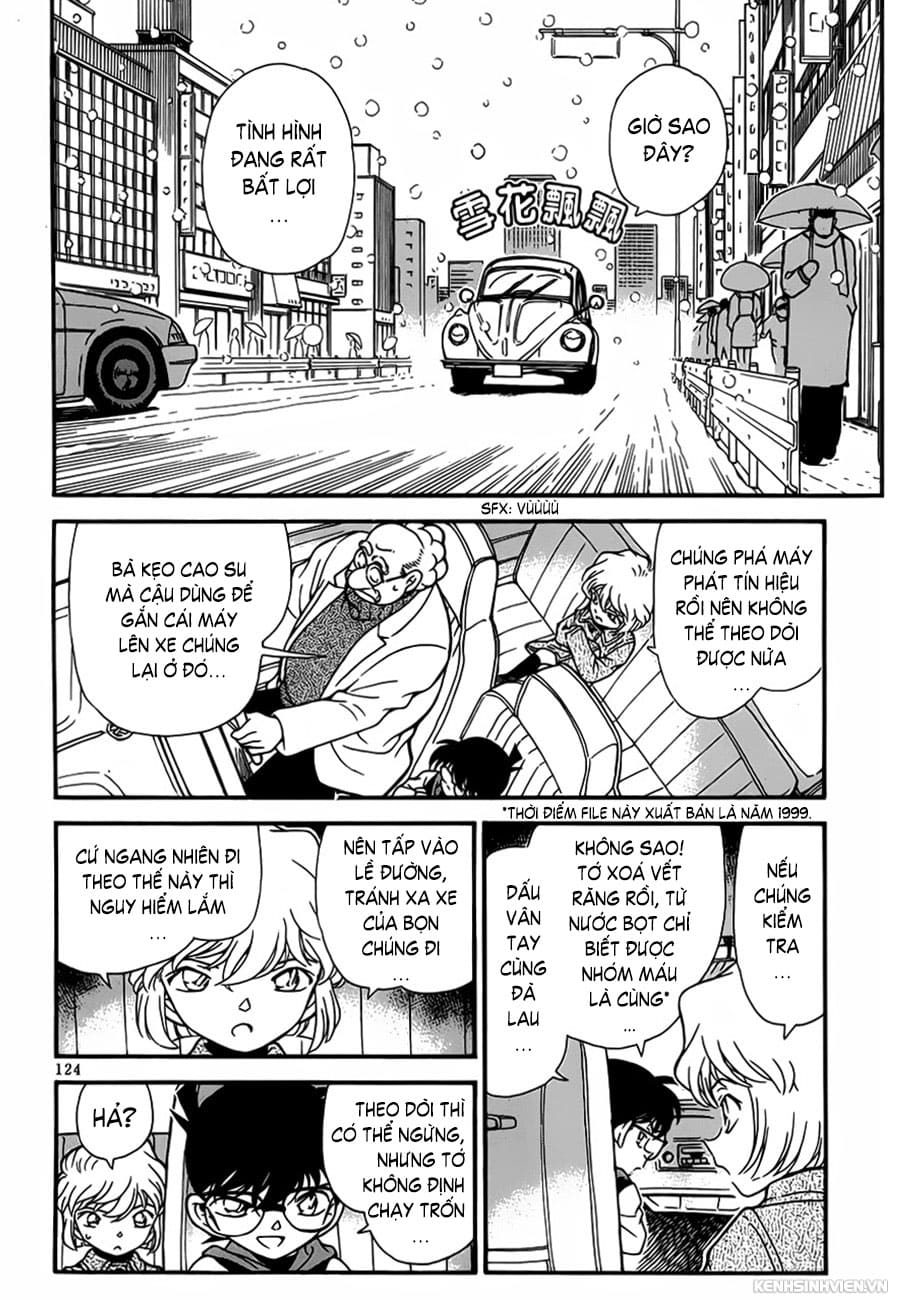 GIỜ SAO
ĐÂY?
TÌNH HÌNH
ĐANG RẤT
BẤT LỢI
...
雪花飄飄
SFX: VÙÙÙÙ
CHÚNG PHÁ MÁY
PHÁT TÍN HIỆU
RỒI NÊN KHÔNG
THỂ THEO DÕI
ĐƯỢC NỮA
...
BÃ KẸO CAO SU
MÀ CẬU DÙNG ĐỂ
GẮN CÁI MÁY
LÊN XE CHÚNG
LẠI Ở ĐÓ...
*THỜI ĐIỂM FILE NÀY XUẤT BẢN LÀ NĂM 1999.
NẾU
CHÚNG
KIỂM
TRA
...
KHÔNG SAO!
TỚ XOÁ VẾT
RĂNG RỒI, TỪ
NƯỚC BỌT CHỈ
BIẾT ĐƯỢC
NHÓM MÁU
LÀ CÙNG*
...
DẤU
VÂN
TAY
CŨNG
ĐÃ
LAU
NÊN TẤP VÀO
LỀ ĐƯỜNG,
TRÁNH XA XE
CỦA BỌN
CHÚNG ĐI
...
CỨ NGANG NHIÊN ĐI
THEO THẾ NÀY THÌ
NGUY HIỂM LẮM
...
124
THEO DÕI THÌ
CÓ THỂ NGỪNG,
NHƯNG TỚ
KHÔNG ĐỊNH
CHẠY TRỐN
...
HẢ?
KENHSINHVIEN.VN